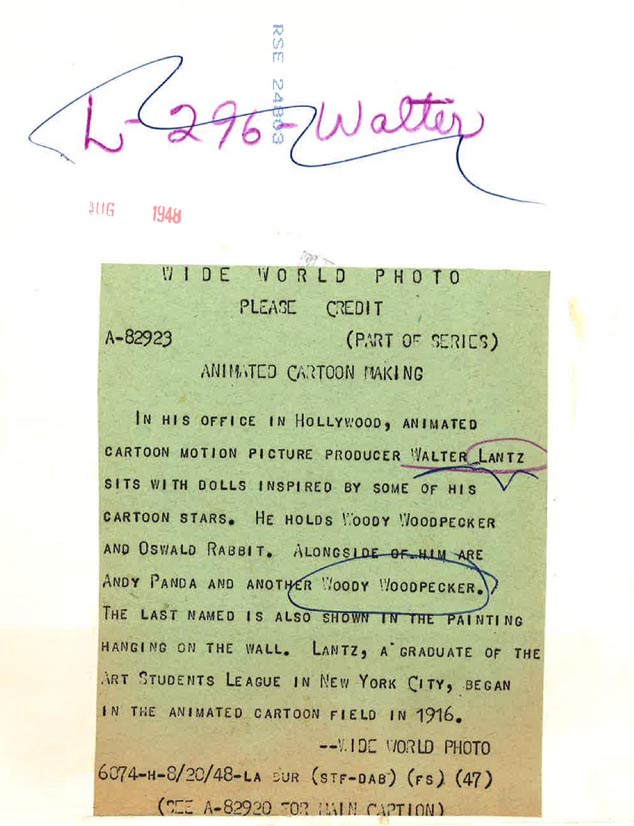 RSE 24803
L-296-Walter
AUG 1948
WIDE WORLD PHOTO
PLEASE CREDIT
A-82923 (PART OF SERIES)
ANIMATED CARTOON MAKING
IN HIS OFFICE IN HOLLYWOOD, ANIMATED
CARTOON MOTION PICTURE PRODUCER WALTER LANTZ
SITS WITH DOLLS INSPIRED BY SOME OF HIS
CARTOON STARS. HE HOLDS WOODY WOODPECKER
AND OSWALD RABBIT. ALONGSIDE OF HIM ARE
ANDY PANDA AND ANOTHER WOODY WOODPECKER.
THE LAST NAMED IS ALSO SHOWN IN THE PAINTING
HANGING ON THE WALL. LANTZ, A GRADUATE OF THE
ART STUDENTS LEAGUE IN NEW YORK CITY, BEGAN
IN THE ANIMATED CARTOON FIELD IN 1916.
--WIDE WORLD PHOTO
6074-H-8/20/48-LA BUR (STF-DAB) (FS) (47)
(SEE A-82920 FOR MAIN CAPTION)